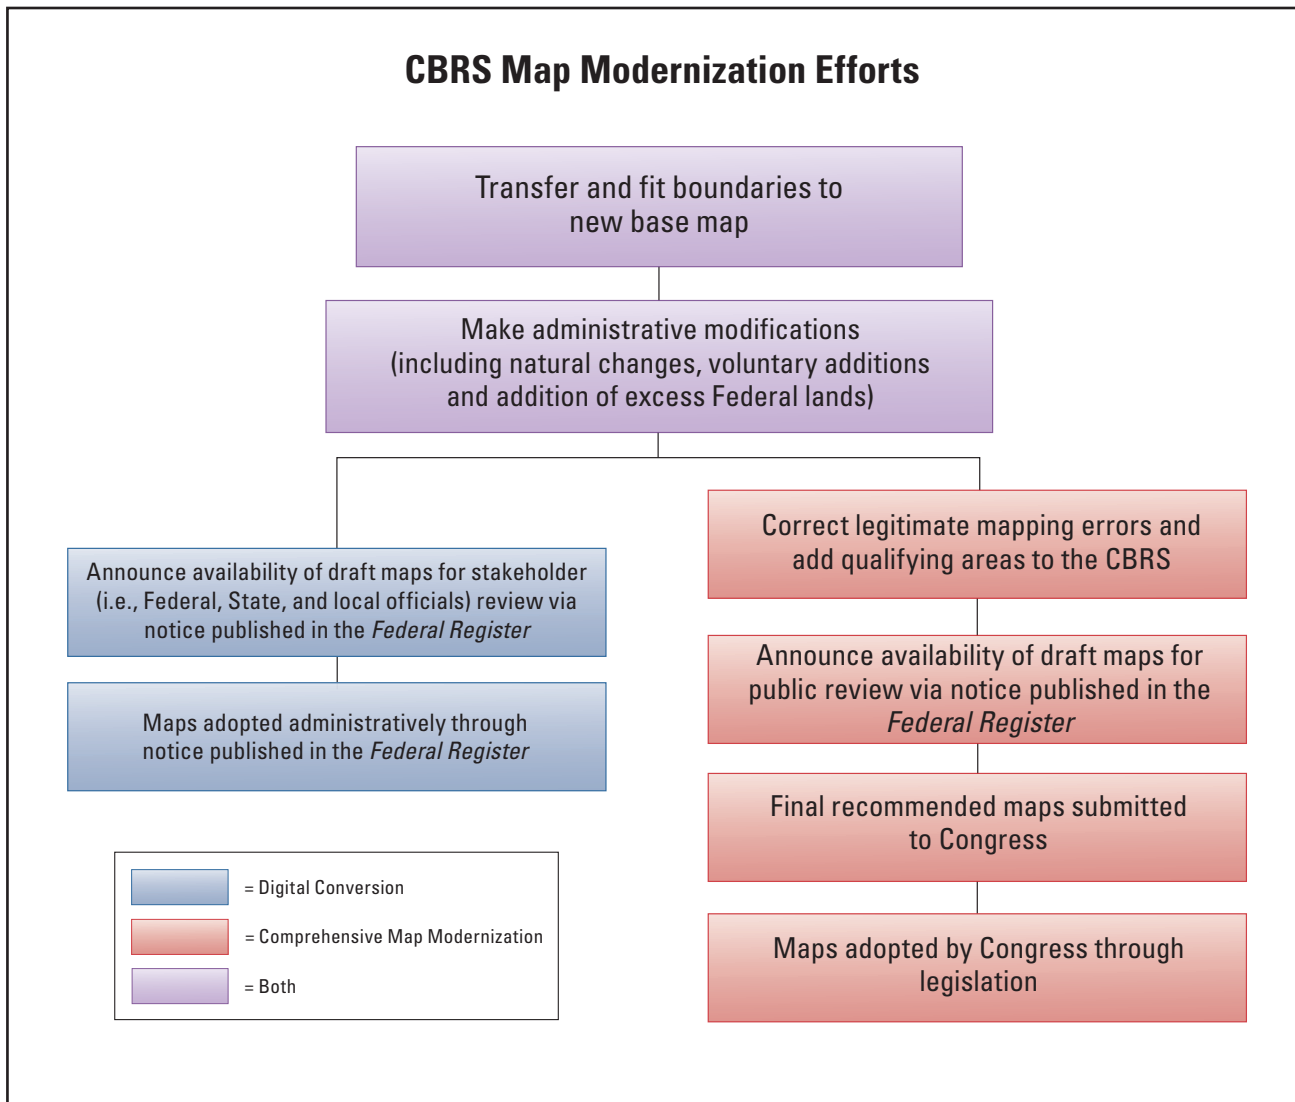 CBRS Map Modernization Efforts
Transfer and fit boundaries to
new base map
Make administrative modifications
(including natural changes, voluntary additions
and addition of excess Federal lands)
Announce availability of draft maps for stakeholder
(i.e., Federal, State, and local officials) review via
notice published in the Federal Register
Maps adopted administratively through
notice published in the Federal Register
Correct legitimate mapping errors and
add qualifying areas to the CBRS
Announce availability of draft maps for
public review via notice published in the
Federal Register
Final recommended maps submitted
to Congress
Maps adopted by Congress through
legislation
= Digital Conversion
= Comprehensive Map Modernization
= Both